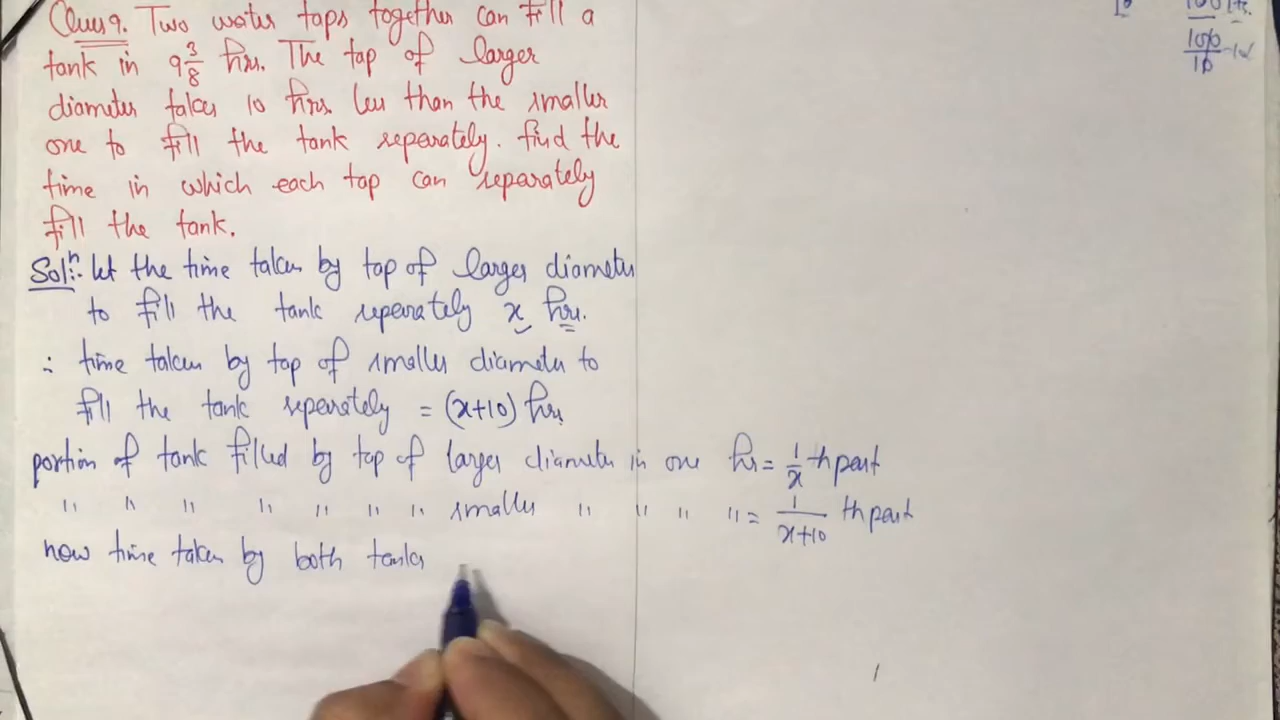 Ques 9. Two water taps together can fill a
tank in 9 3/8 hrs. The tap of larger
diameter takes 10 hrs less than the smaller
one to fill the tank separately. find the
time in which each tap can separately
fill the tank.
Solⁿ:- let the time taken by tap of larger diameter
to fill the tank separately x hrs.
∴ time taken by tap of smaller diameter to
fill the tank separately = (x+10) hrs
portion of tank filled by tap of larger diameter in one hr = 1/x th part
" " " " " " " smaller " " " " = 1/(x+10) th part
now time taken by both tanks